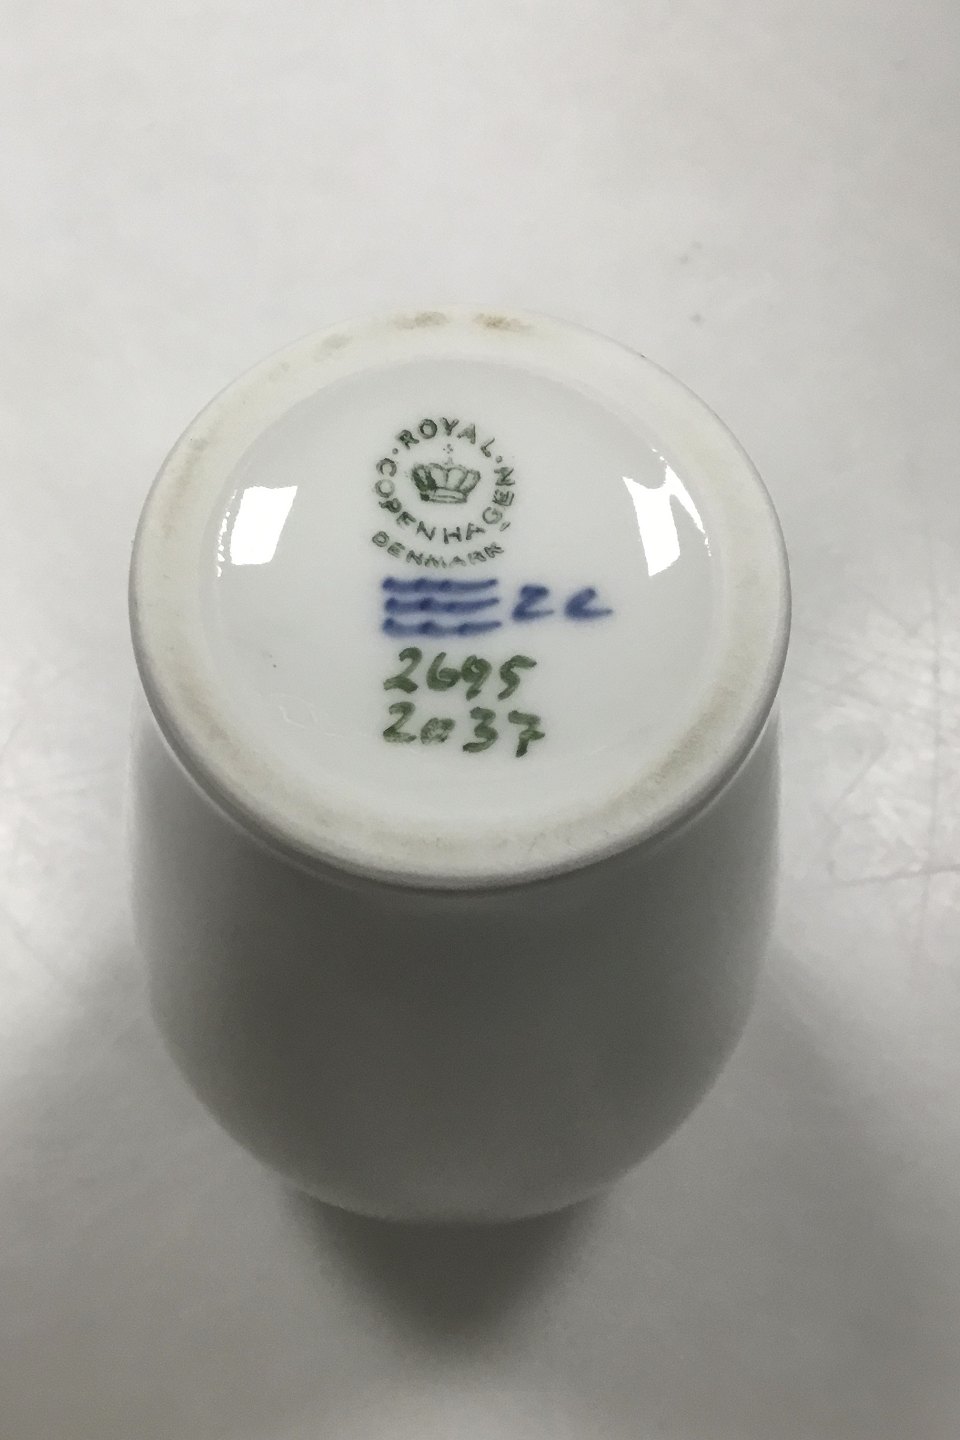 ROYAL
COPENHAGEN
DENMARK
2695
2037